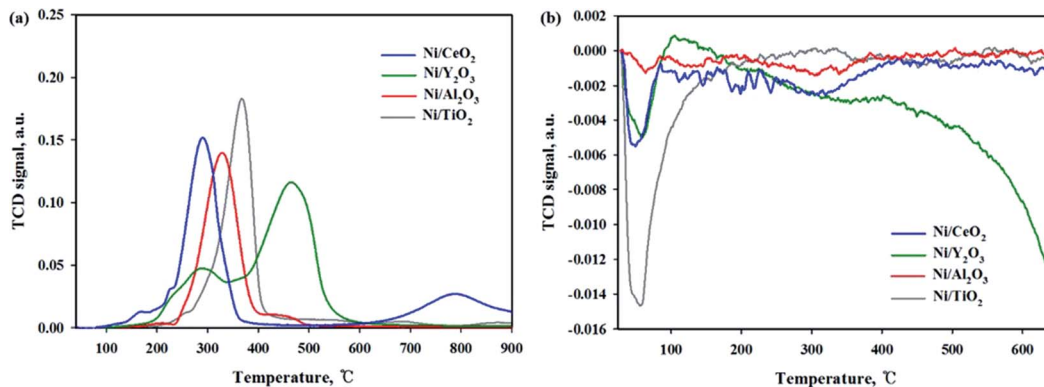 (a)
0.25
0.20
0.15
0.10
0.05
0.00
TCD signal, a.u.
Ni/CeO₂
Ni/Y₂O₃
Ni/Al₂O₃
Ni/TiO₂
100 200 300 400 500 600 700 800 900
Temperature, ℃
(b)
0.002
0.000
-0.002
-0.004
-0.006
-0.008
-0.010
-0.012
-0.014
-0.016
TCD signal, a.u.
Ni/CeO₂
Ni/Y₂O₃
Ni/Al₂O₃
Ni/TiO₂
100 200 300 400 500 600
Temperature, ℃